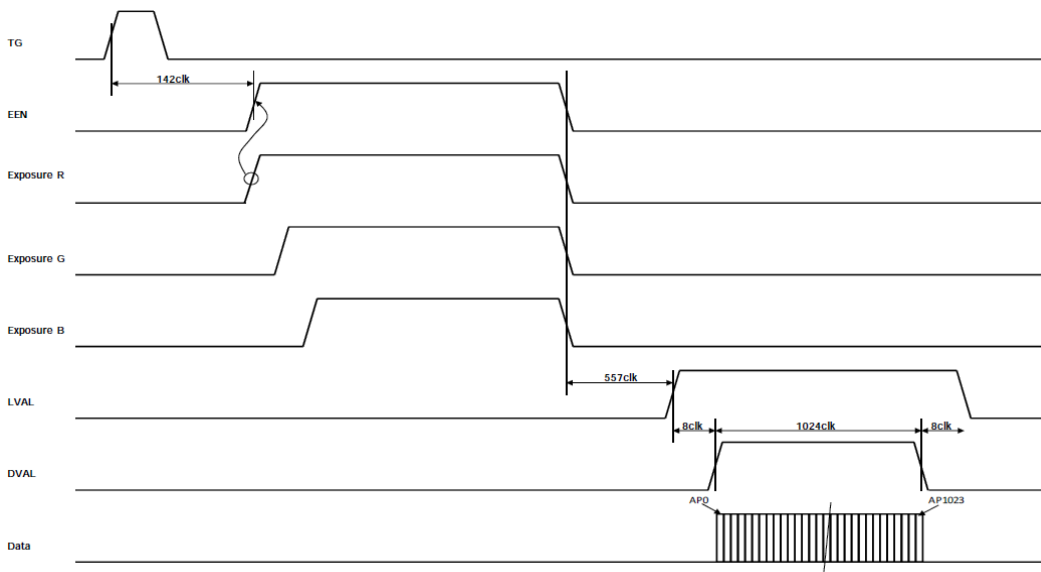 TG
142clk
EEN
Exposure R
Exposure G
Exposure B
557clk
LVAL
8clk 1024clk 8clk
DVAL
AP0 AP1023
Data